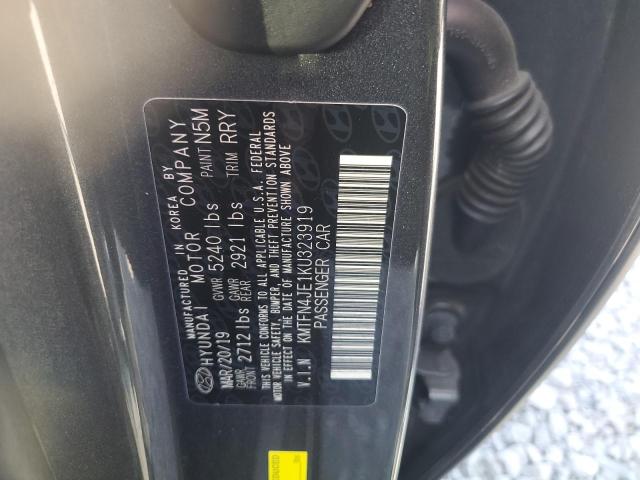 MANUFACTURED IN KOREA BY
HYUNDAI MOTOR COMPANY
MAR/20/19 GVWR 5240 lbs PAINT N5M
GAWR FRONT 2712 lbs GAWR REAR 2921 lbs TRIM RRY
THIS VEHICLE CONFORMS TO ALL APPLICABLE U.S.A. FEDERAL
MOTOR VEHICLE SAFETY, BUMPER, AND THEFT PREVENTION STANDARDS
IN EFFECT ON THE DATE OF MANUFACTURE SHOWN ABOVE
V.I.N KMTFN4JE1KU323919
PASSENGER CAR